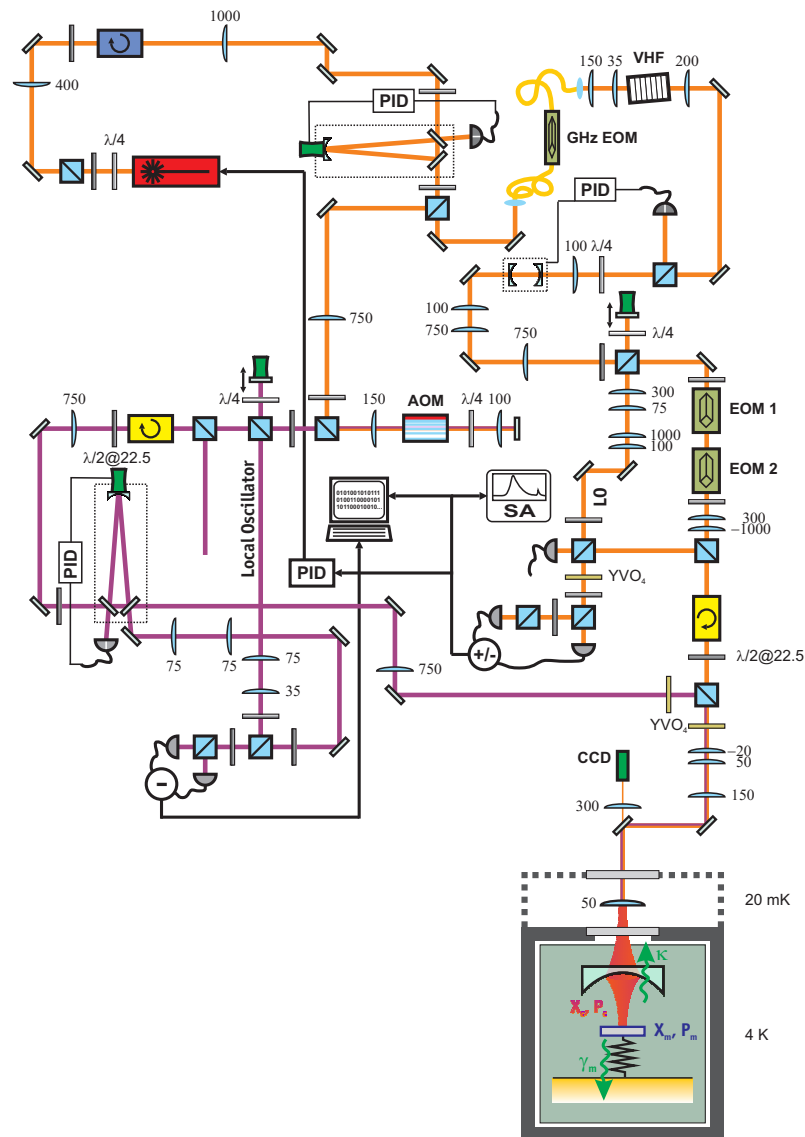 1000
400
λ/4
PID
150
35
VHF
200
GHz EOM
PID
100
λ/4
100
750
750
λ/4
750
300
75
1000
100
EOM 1
EOM 2
300
−1000
750
λ/4
150
AOM
λ/4
100
λ/2@22.5
PID
Local Oscillator
0101001010111
0100110000101
101100010010...
SA
LO
PID
YVO4
+/-
λ/2@22.5
75
75
75
35
750
YVO4
−
−20
50
150
CCD
300
50
20 mK
κ
Xm, Pm
γm
4 K